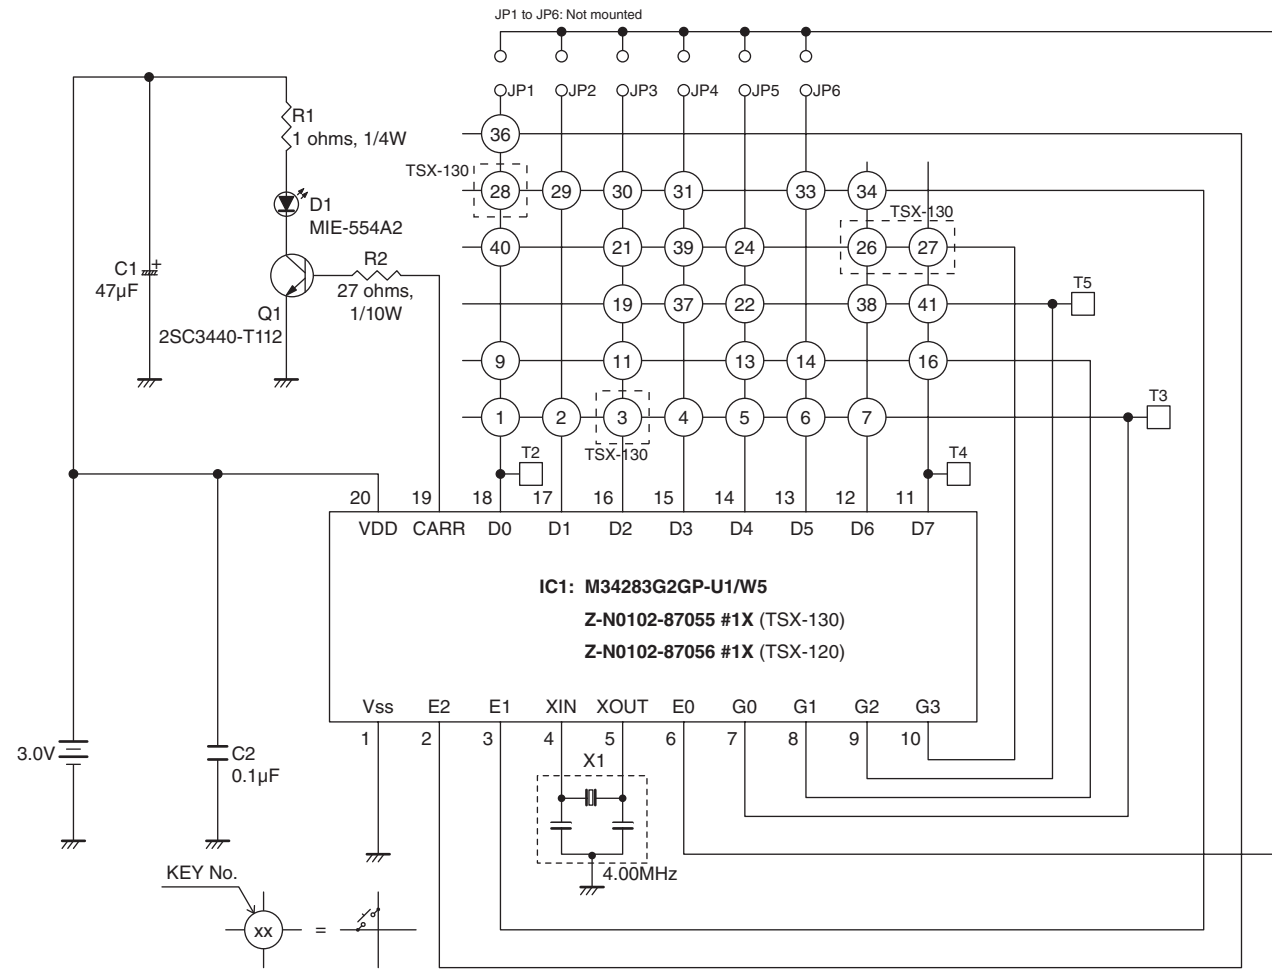 JP1 to JP6: Not mounted
JP1 JP2 JP3 JP4 JP5 JP6
R1
1 ohms, 1/4W
36
TSX-130
28 29 30 31 33 34
D1
MIE-554A2
TSX-130
40 21 39 24 26 27
C1 +
47µF
R2
27 ohms,
1/10W
Q1
2SC3440-T112
19 37 22 38 41
T5
9 11 13 14 16
1 2 3 4 5 6 7
T3
TSX-130
T2
T4
20 19 18 17 16 15 14 13 12 11
VDD CARR D0 D1 D2 D3 D4 D5 D6 D7
IC1: M34283G2GP-U1/W5
Z-N0102-87055 #1X (TSX-130)
Z-N0102-87056 #1X (TSX-120)
Vss E2 E1 XIN XOUT E0 G0 G1 G2 G3
1 2 3 4 5 6 7 8 9 10
3.0V
C2
0.1µF
X1
4.00MHz
KEY No.
xx =